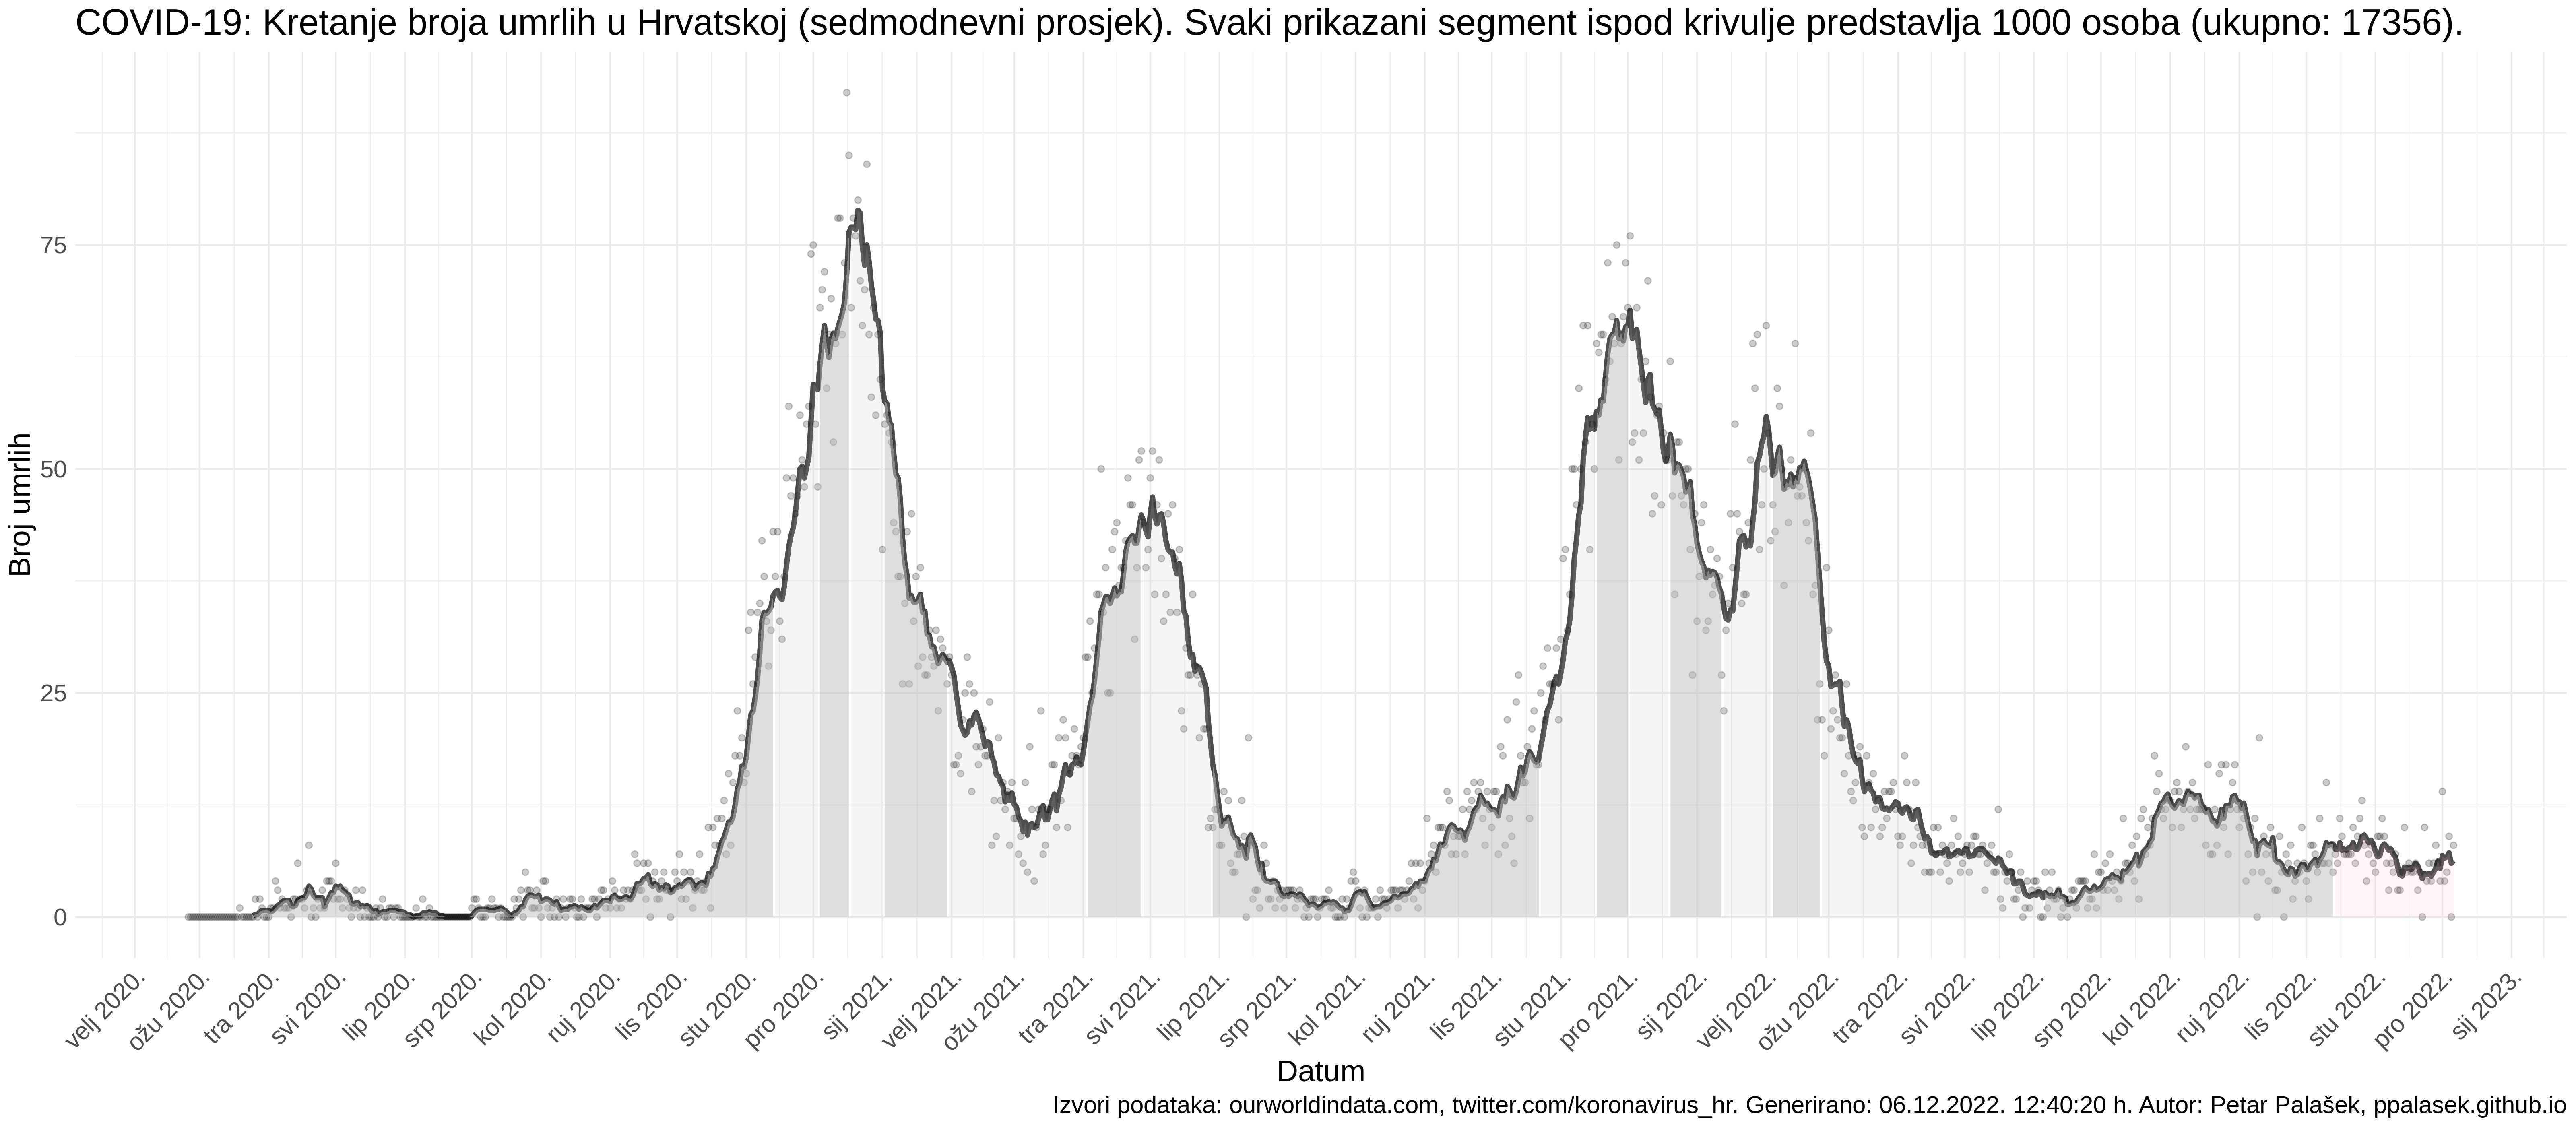 COVID-19: Kretanje broja umrlih u Hrvatskoj (sedmodnevni prosjek). Svaki prikazani segment ispod krivulje predstavlja 1000 osoba (ukupno: 17356).
Broj umrlih
75
50
25
0
velj 2020.
ožu 2020.
tra 2020.
svi 2020.
lip 2020.
srp 2020.
kol 2020.
ruj 2020.
lis 2020.
stu 2020.
pro 2020.
sij 2021.
velj 2021.
ožu 2021.
tra 2021.
svi 2021.
lip 2021.
srp 2021.
kol 2021.
ruj 2021.
lis 2021.
stu 2021.
pro 2021.
sij 2022.
velj 2022.
ožu 2022.
tra 2022.
svi 2022.
lip 2022.
srp 2022.
kol 2022.
ruj 2022.
lis 2022.
stu 2022.
pro 2022.
sij 2023.
Datum
Izvori podataka: ourworldindata.com, twitter.com/koronavirus_hr. Generirano: 06.12.2022. 12:40:20 h. Autor: Petar Palašek, ppalasek.github.io